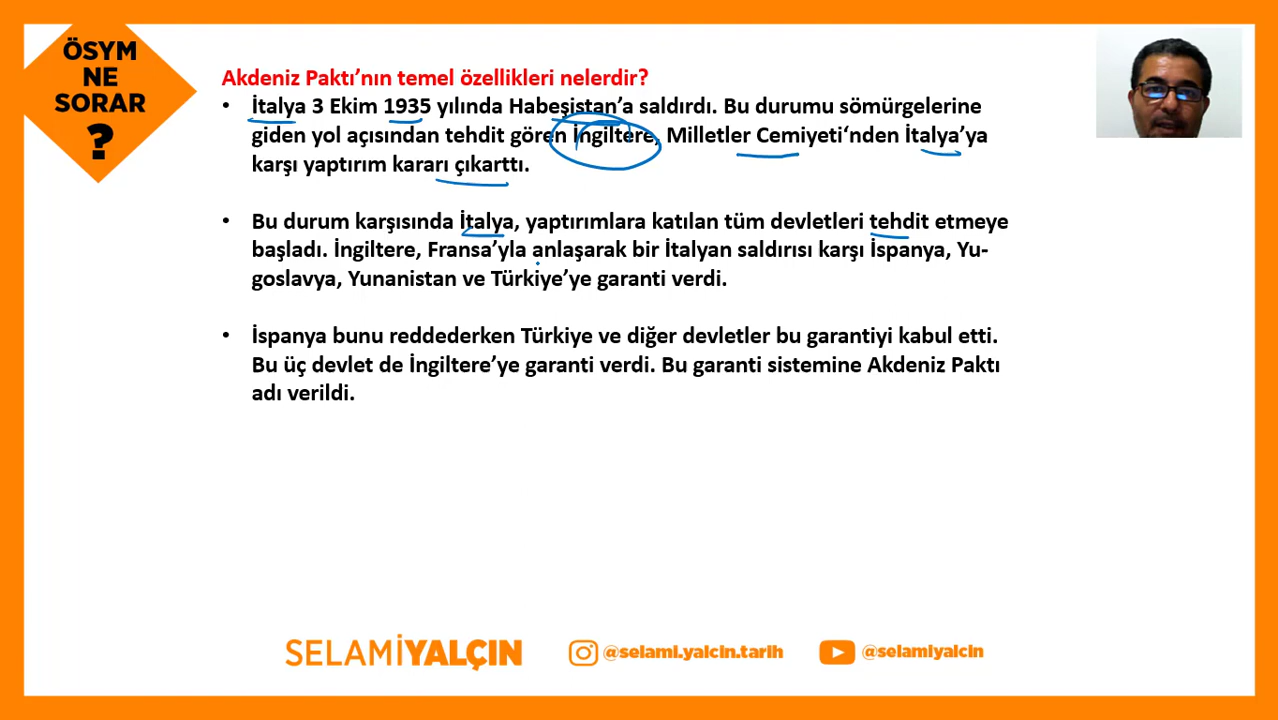 ÖSYM
NE
SORAR
?
Akdeniz Paktı’nın temel özellikleri nelerdir?
• İtalya 3 Ekim 1935 yılında Habeşistan’a saldırdı. Bu durumu sömürgelerine
giden yol açısından tehdit gören İngiltere, Milletler Cemiyeti‘nden İtalya’ya
karşı yaptırım kararı çıkarttı.
• Bu durum karşısında İtalya, yaptırımlara katılan tüm devletleri tehdit etmeye
başladı. İngiltere, Fransa’yla anlaşarak bir İtalyan saldırısı karşı İspanya, Yu-
goslavya, Yunanistan ve Türkiye’ye garanti verdi.
• İspanya bunu reddederken Türkiye ve diğer devletler bu garantiyi kabul etti.
Bu üç devlet de İngiltere’ye garanti verdi. Bu garanti sistemine Akdeniz Paktı
adı verildi.
SELAMİYALÇIN @selami.yalcin.tarih @selamiyalcin